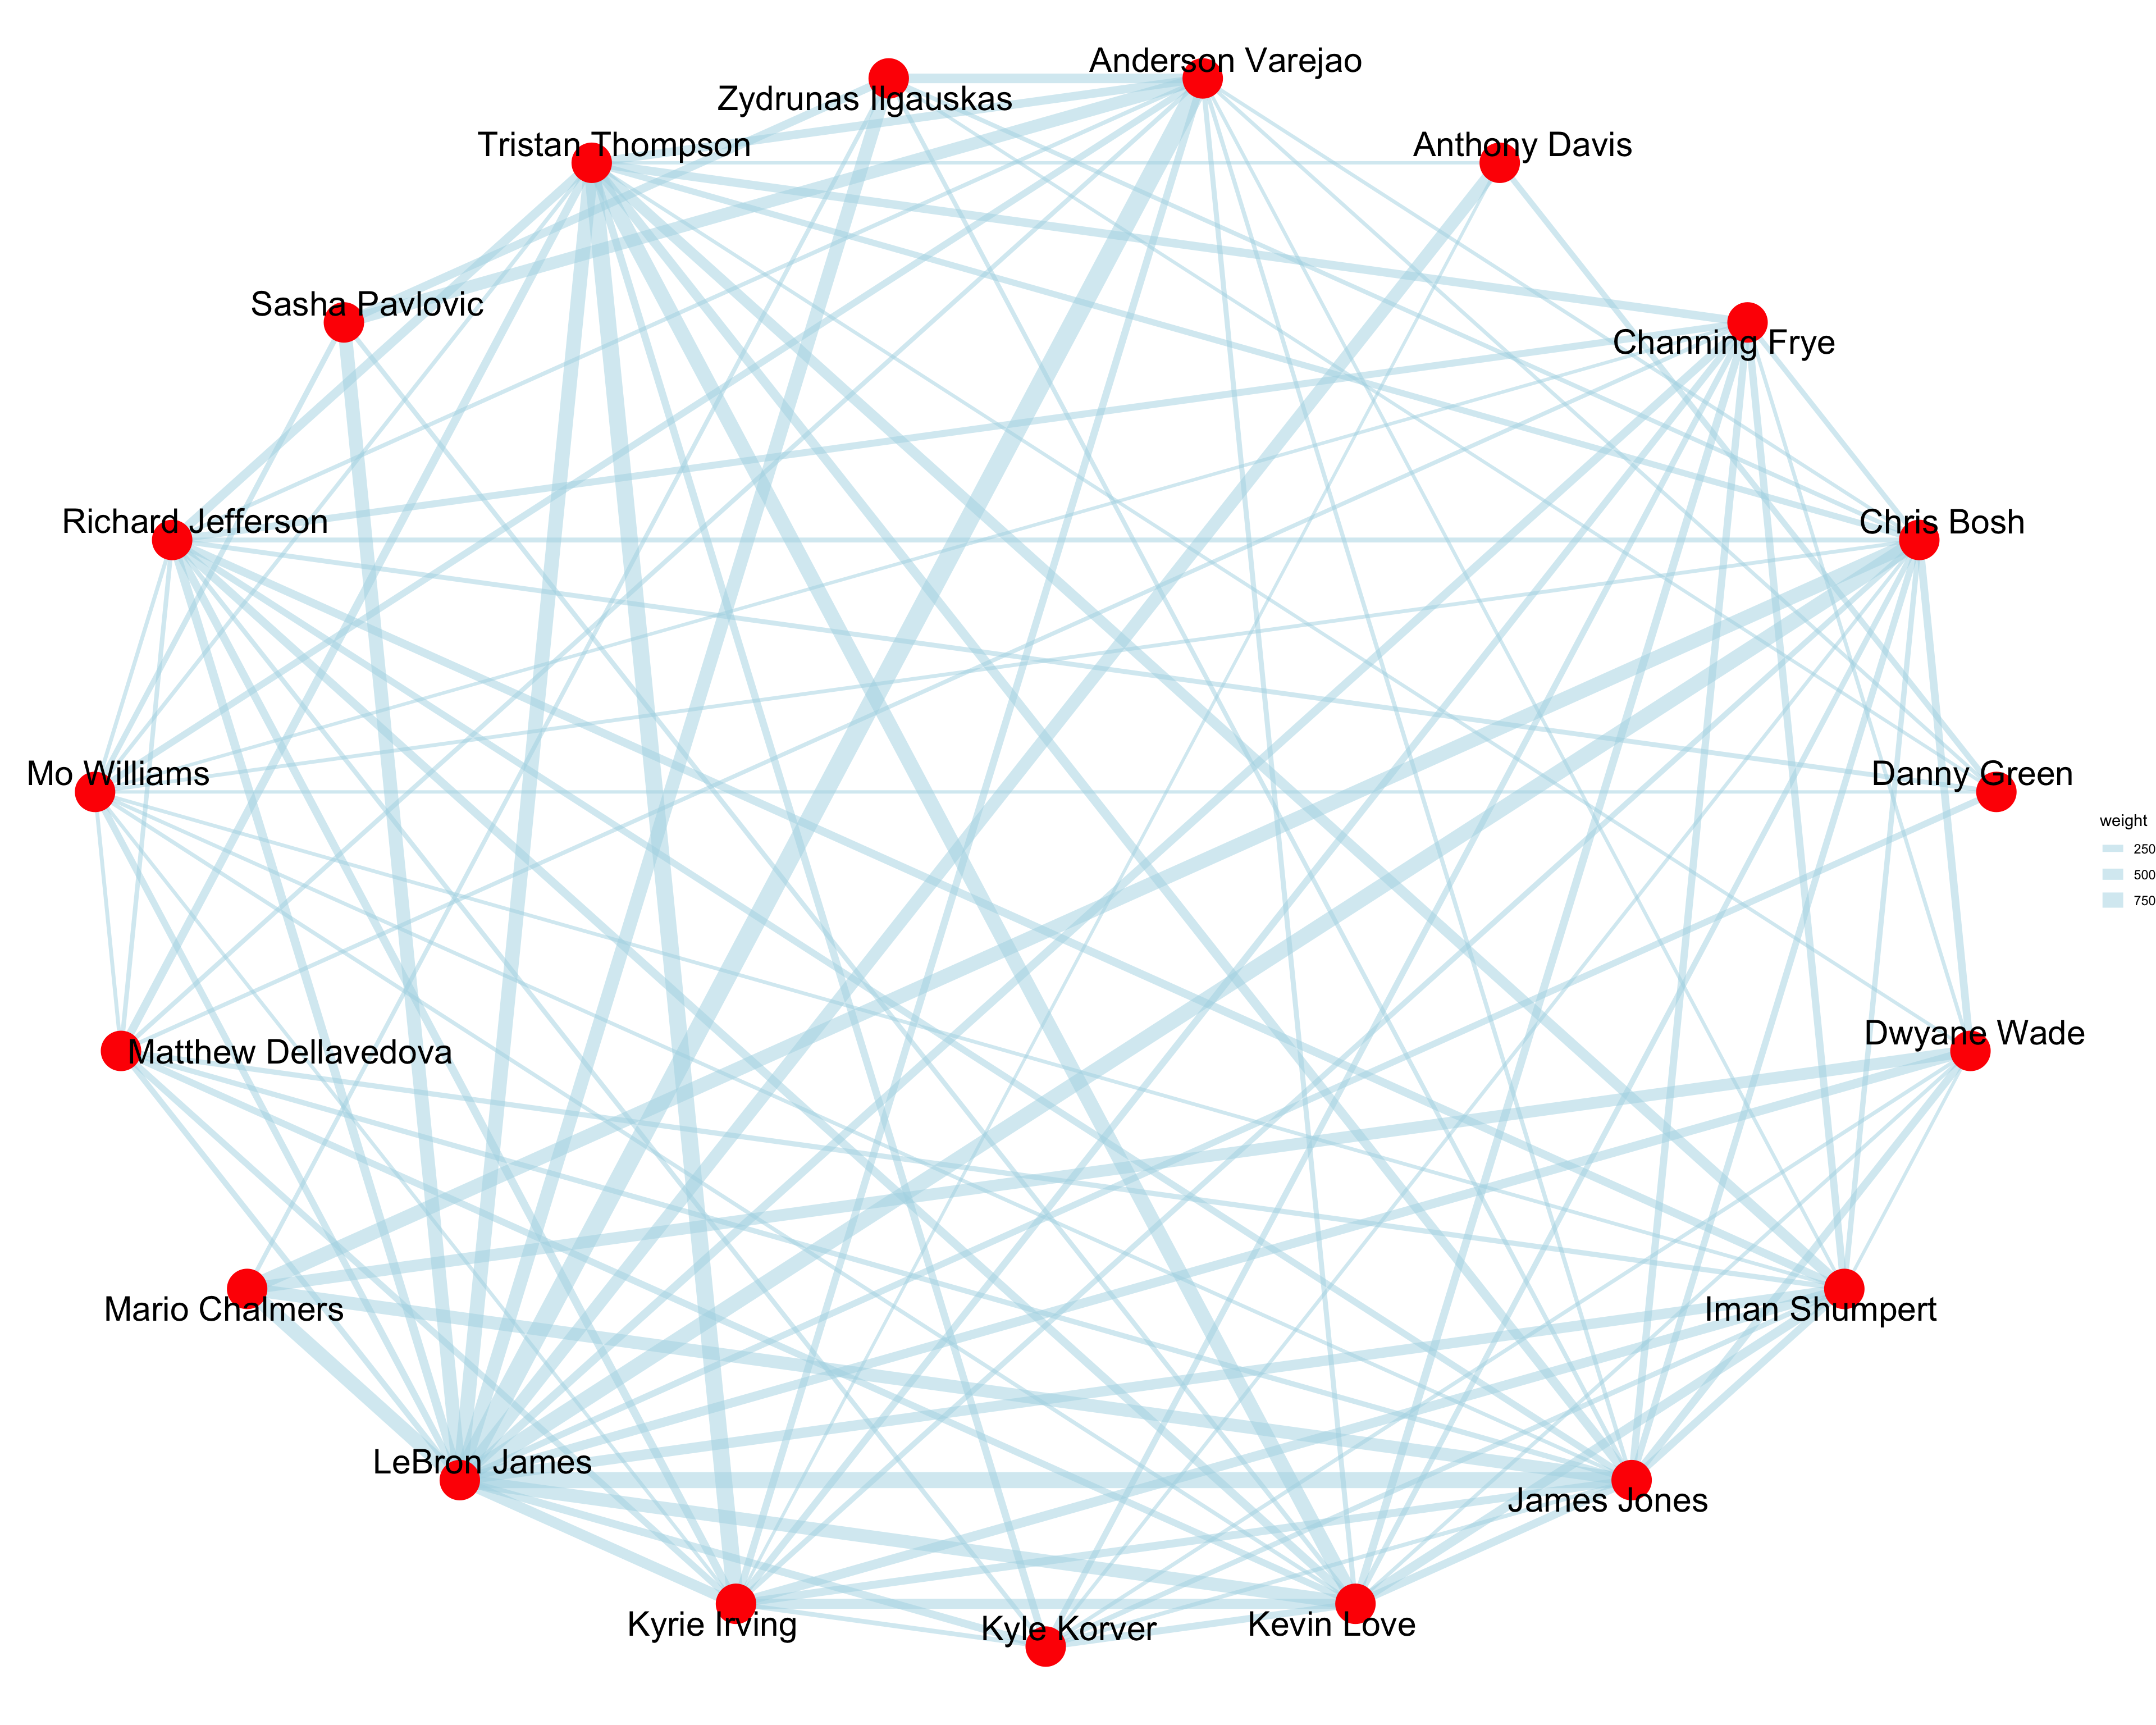 Anderson Varejao
Zydrunas Ilgauskas
Tristan Thompson
Anthony Davis
Sasha Pavlovic
Channing Frye
Richard Jefferson
Chris Bosh
Mo Williams
Danny Green
weight
250
500
750
Dwyane Wade
Matthew Dellavedova
Mario Chalmers
Iman Shumpert
LeBron James
James Jones
Kyrie Irving
Kyle Korver
Kevin Love